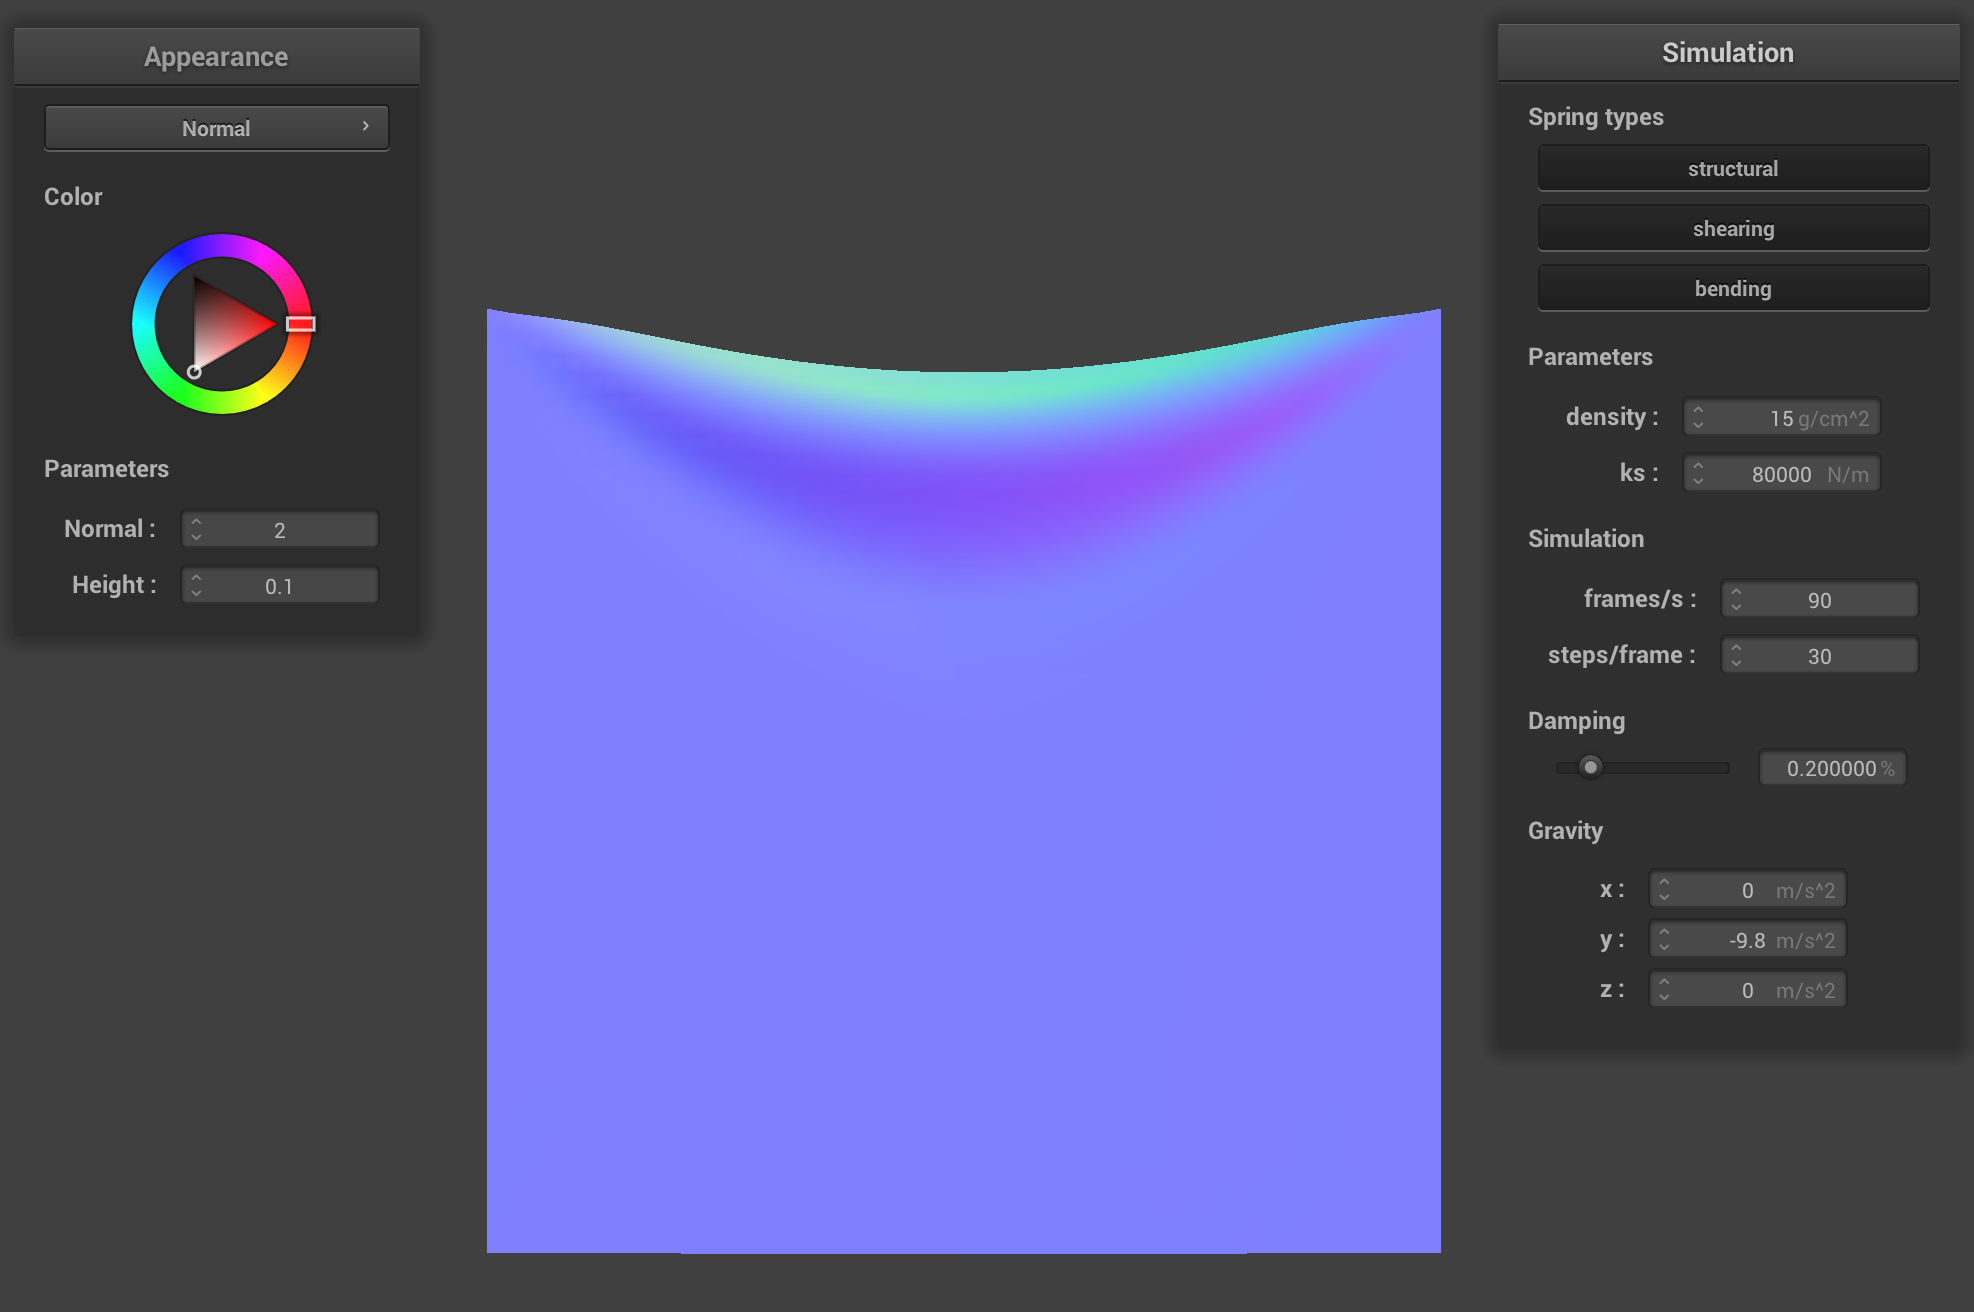 Appearance
Normal
Color
Parameters
Normal : 2
Height : 0.1
Simulation
Spring types
structural
shearing
bending
Parameters
density : 15 g/cm^2
ks : 80000 N/m
Simulation
frames/s : 90
steps/frame : 30
Damping
0.200000 %
Gravity
x : 0 m/s^2
y : -9.8 m/s^2
z : 0 m/s^2